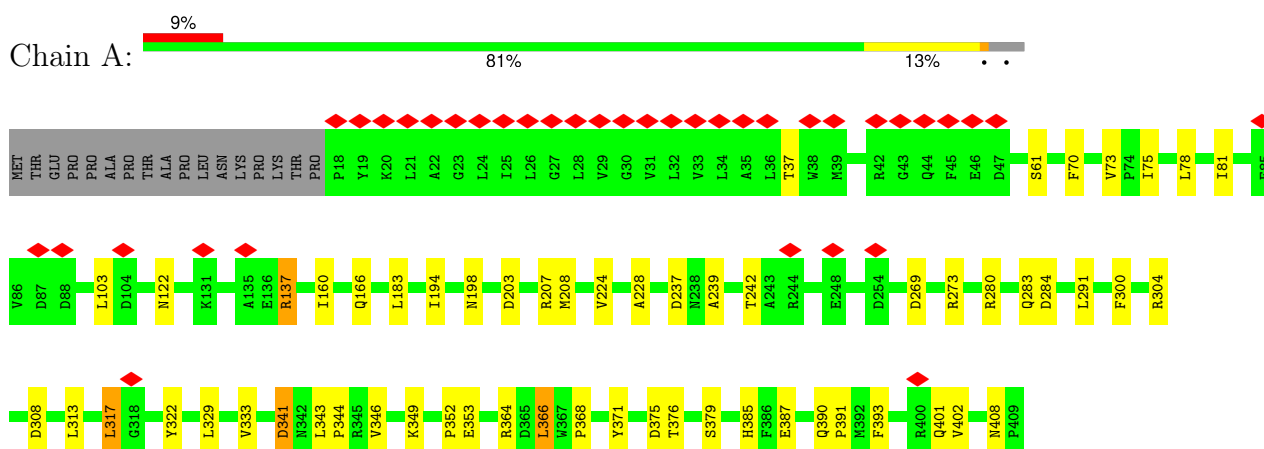 9%
Chain A:
81% 13% • •
MET THR GLU PRO PRO ALA PRO THR ALA PRO LEU ASN LYS PRO LYS THR PRO P18 Y19 K20 L21 A22 G23 L24 I25 L26 G27 L28 V29 G30 V31 L32 V33 L34 A35 L36 T37 W38 M39 R42 G43 Q44 F45 E46 D47 S61 F70 V73 P74 I75 L78 I81
V86 D87 D88 L103 D104 N122 K131 A135 E136 R137 I160 Q166 L183 I194 N198 D203 R207 M208 V224 A228 D237 N238 A239 T242 A243 R244 E248 D254 D269 R273 R280 Q283 D284 L291 F300 R304
D308 L313 L317 G318 Y322 L329 V333 D341 N342 L343 P344 R345 V346 K349 P352 E353 R364 D365 L366 W367 P368 Y371 D375 T376 S379 H385 F386 E387 Q390 P391 M392 F393 R400 Q401 V402 N408 P409